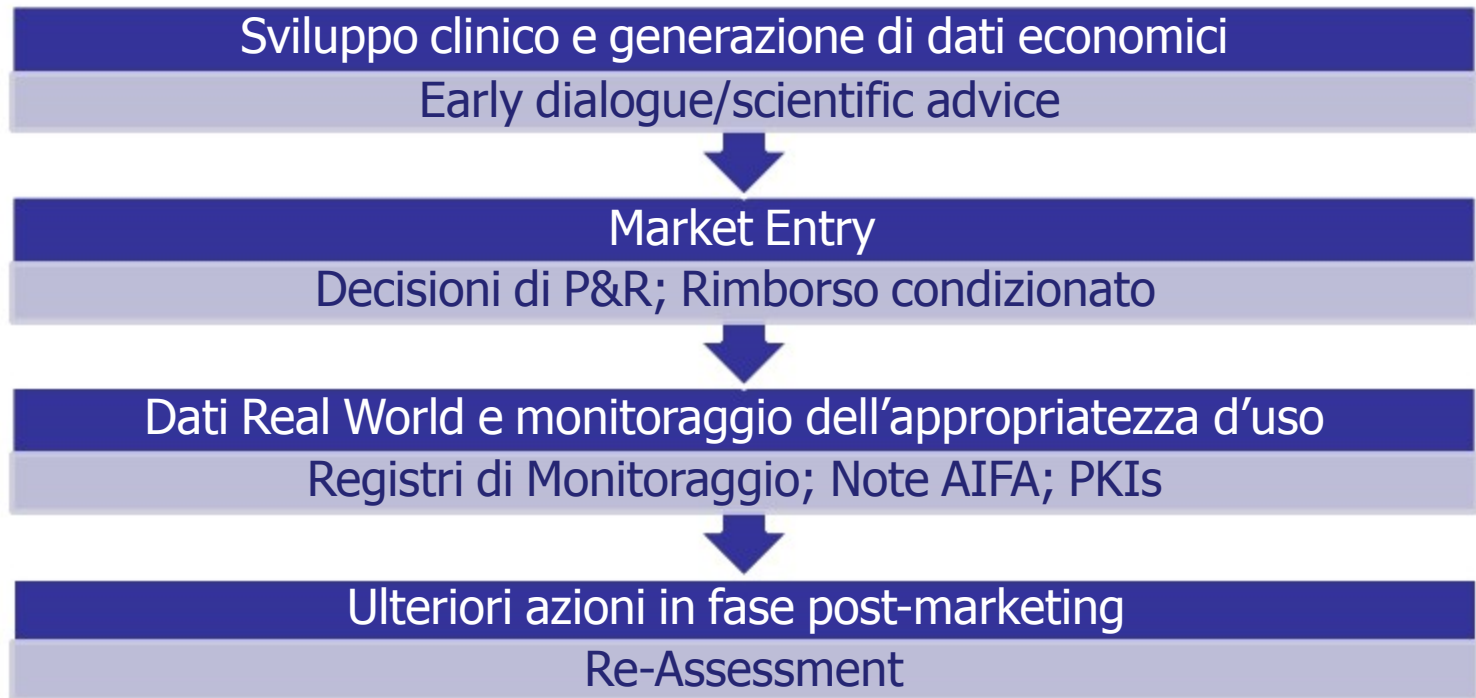 Sviluppo clinico e generazione di dati economici
Early dialogue/scientific advice
Market Entry
Decisioni di P&R; Rimborso condizionato
Dati Real World e monitoraggio dell’appropriatezza d’uso
Registri di Monitoraggio; Note AIFA; PKIs
Ulteriori azioni in fase post-marketing
Re-Assessment